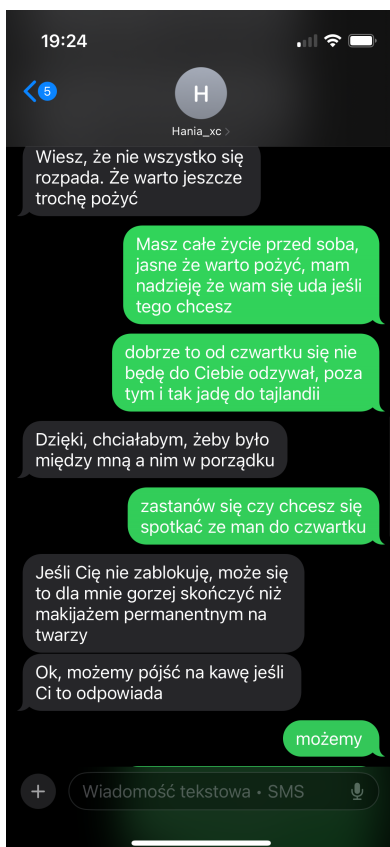 19:24
5
H
Hania_xc
Wiesz, że nie wszystko się
rozpada. Że warto jeszcze
trochę pożyć
Masz całe życie przed soba,
jasne że warto pożyć, mam
nadzieję że wam się uda jeśli
tego chcesz
dobrze to od czwartku się nie
będę do Ciebie odzywał, poza
tym i tak jadę do tajlandii
Dzięki, chciałabym, żeby było
między mną a nim w porządku
zastanów się czy chcesz się
spotkać ze man do czwartku
Jeśli Cię nie zablokuję, może się
to dla mnie gorzej skończyć niż
makijażem permanentnym na
twarzy
Ok, możemy pójść na kawę jeśli
Ci to odpowiada
możemy
Wiadomość tekstowa • SMS